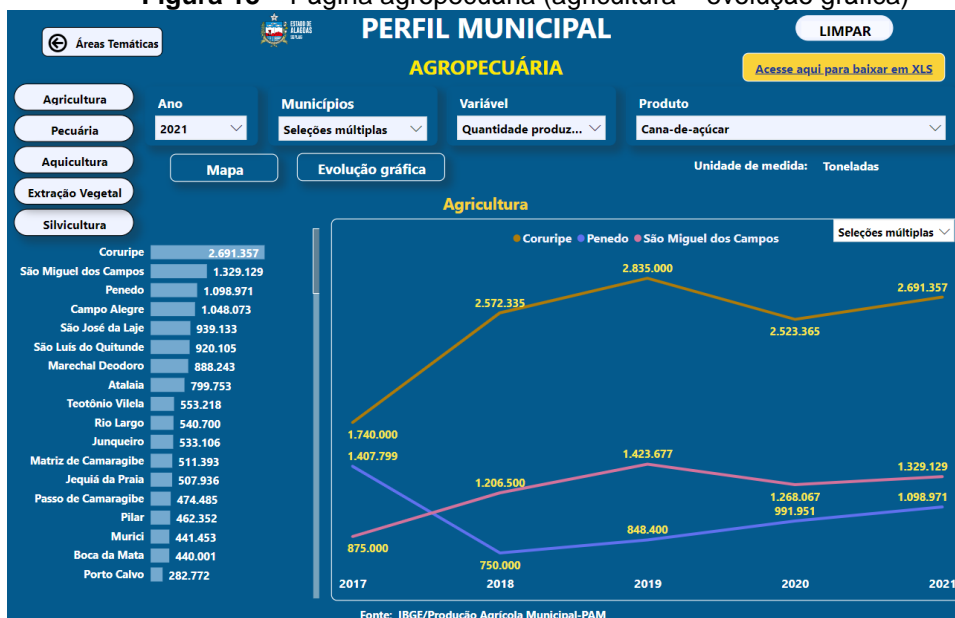 Figura 18 – Página agropecuária (agricultura – evolução gráfica)
Áreas Temáticas
ESTADO DE
ALAGOAS
PERFIL MUNICIPAL
LIMPAR
AGROPECUÁRIA
Acesse aqui para baixar em XLS
Agricultura
Pecuária
Aquicultura
Extração Vegetal
Silvicultura
Ano
2021
Municípios
Seleções múltiplas
Variável
Quantidade produz...
Produto
Cana-de-açúcar
Mapa
Evolução gráfica
Unidade de medida: Toneladas
Agricultura
Coruripe 2.691.357
São Miguel dos Campos 1.329.129
Penedo 1.098.971
Campo Alegre 1.048.073
São José da Laje 939.133
São Luís do Quitunde 920.105
Marechal Deodoro 888.243
Atalaia 799.753
Teotônio Vilela 553.218
Rio Largo 540.700
Junqueiro 533.106
Matriz de Camaragibe 511.393
Jequiá da Praia 507.936
Passo de Camaragibe 474.485
Pilar 462.352
Murici 441.453
Boca da Mata 440.001
Porto Calvo 282.772
Coruripe Penedo São Miguel dos Campos
Seleções múltiplas
1.740.000 2.572.335 2.835.000 2.523.365 2.691.357
1.407.799 750.000 848.400 991.951 1.098.971
875.000 1.206.500 1.423.677 1.268.067 1.329.129
2017 2018 2019 2020 2021
Fonte: IBGE/Produção Agrícola Municipal-PAM